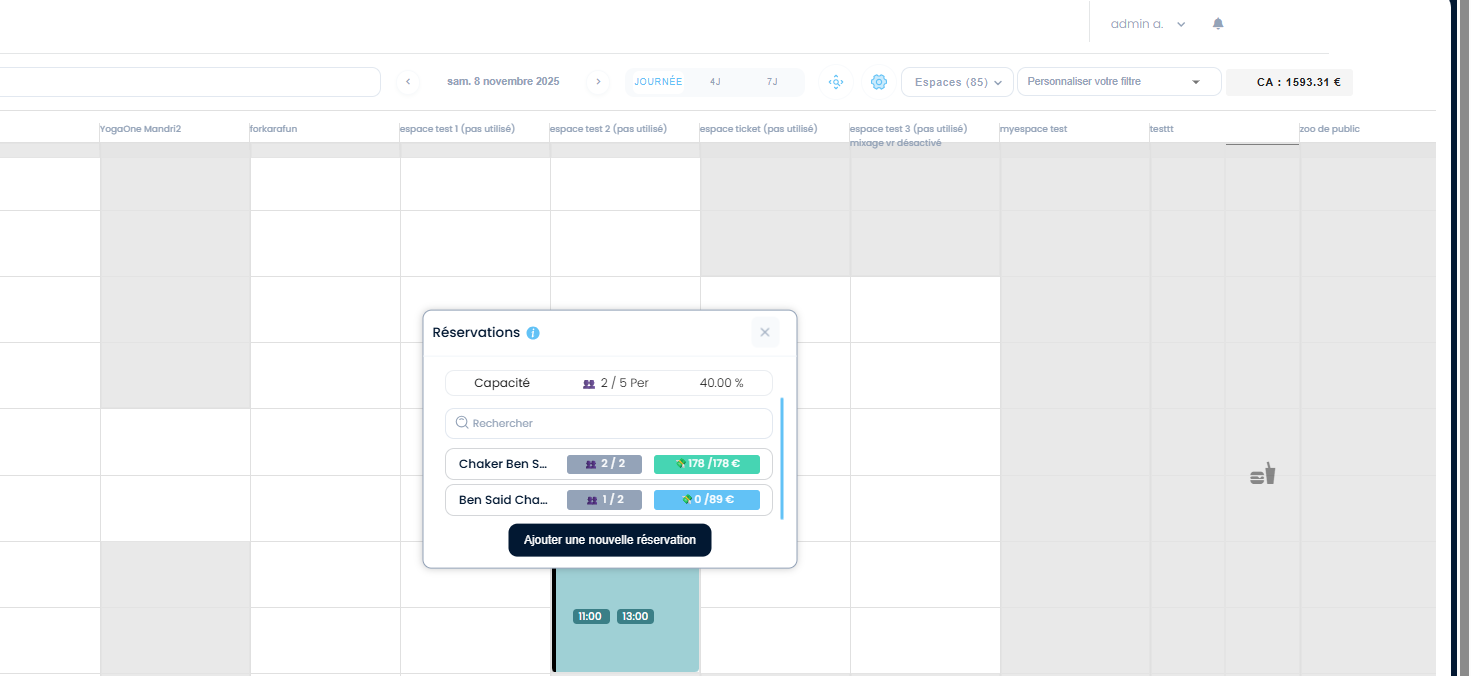 admin a.
sam. 8 novembre 2025
JOURNÉE 4J 7J
Espaces (85)
Personnaliser votre filtre
CA : 1593.31 €
YogaOne Mandri2
forkarafun
espace test 1 (pas utilisé)
espace test 2 (pas utilisé)
espace ticket (pas utilisé)
espace test 3 (pas utilisé)
mixage vr désactivé
myespace test
testtt
zoo de public
Réservations
Capacité 2 / 5 Per 40.00 %
Rechercher
Chaker Ben S... 2 / 2 178 /178 €
Ben Said Cha... 1 / 2 0 /89 €
Ajouter une nouvelle réservation
11:00 13:00